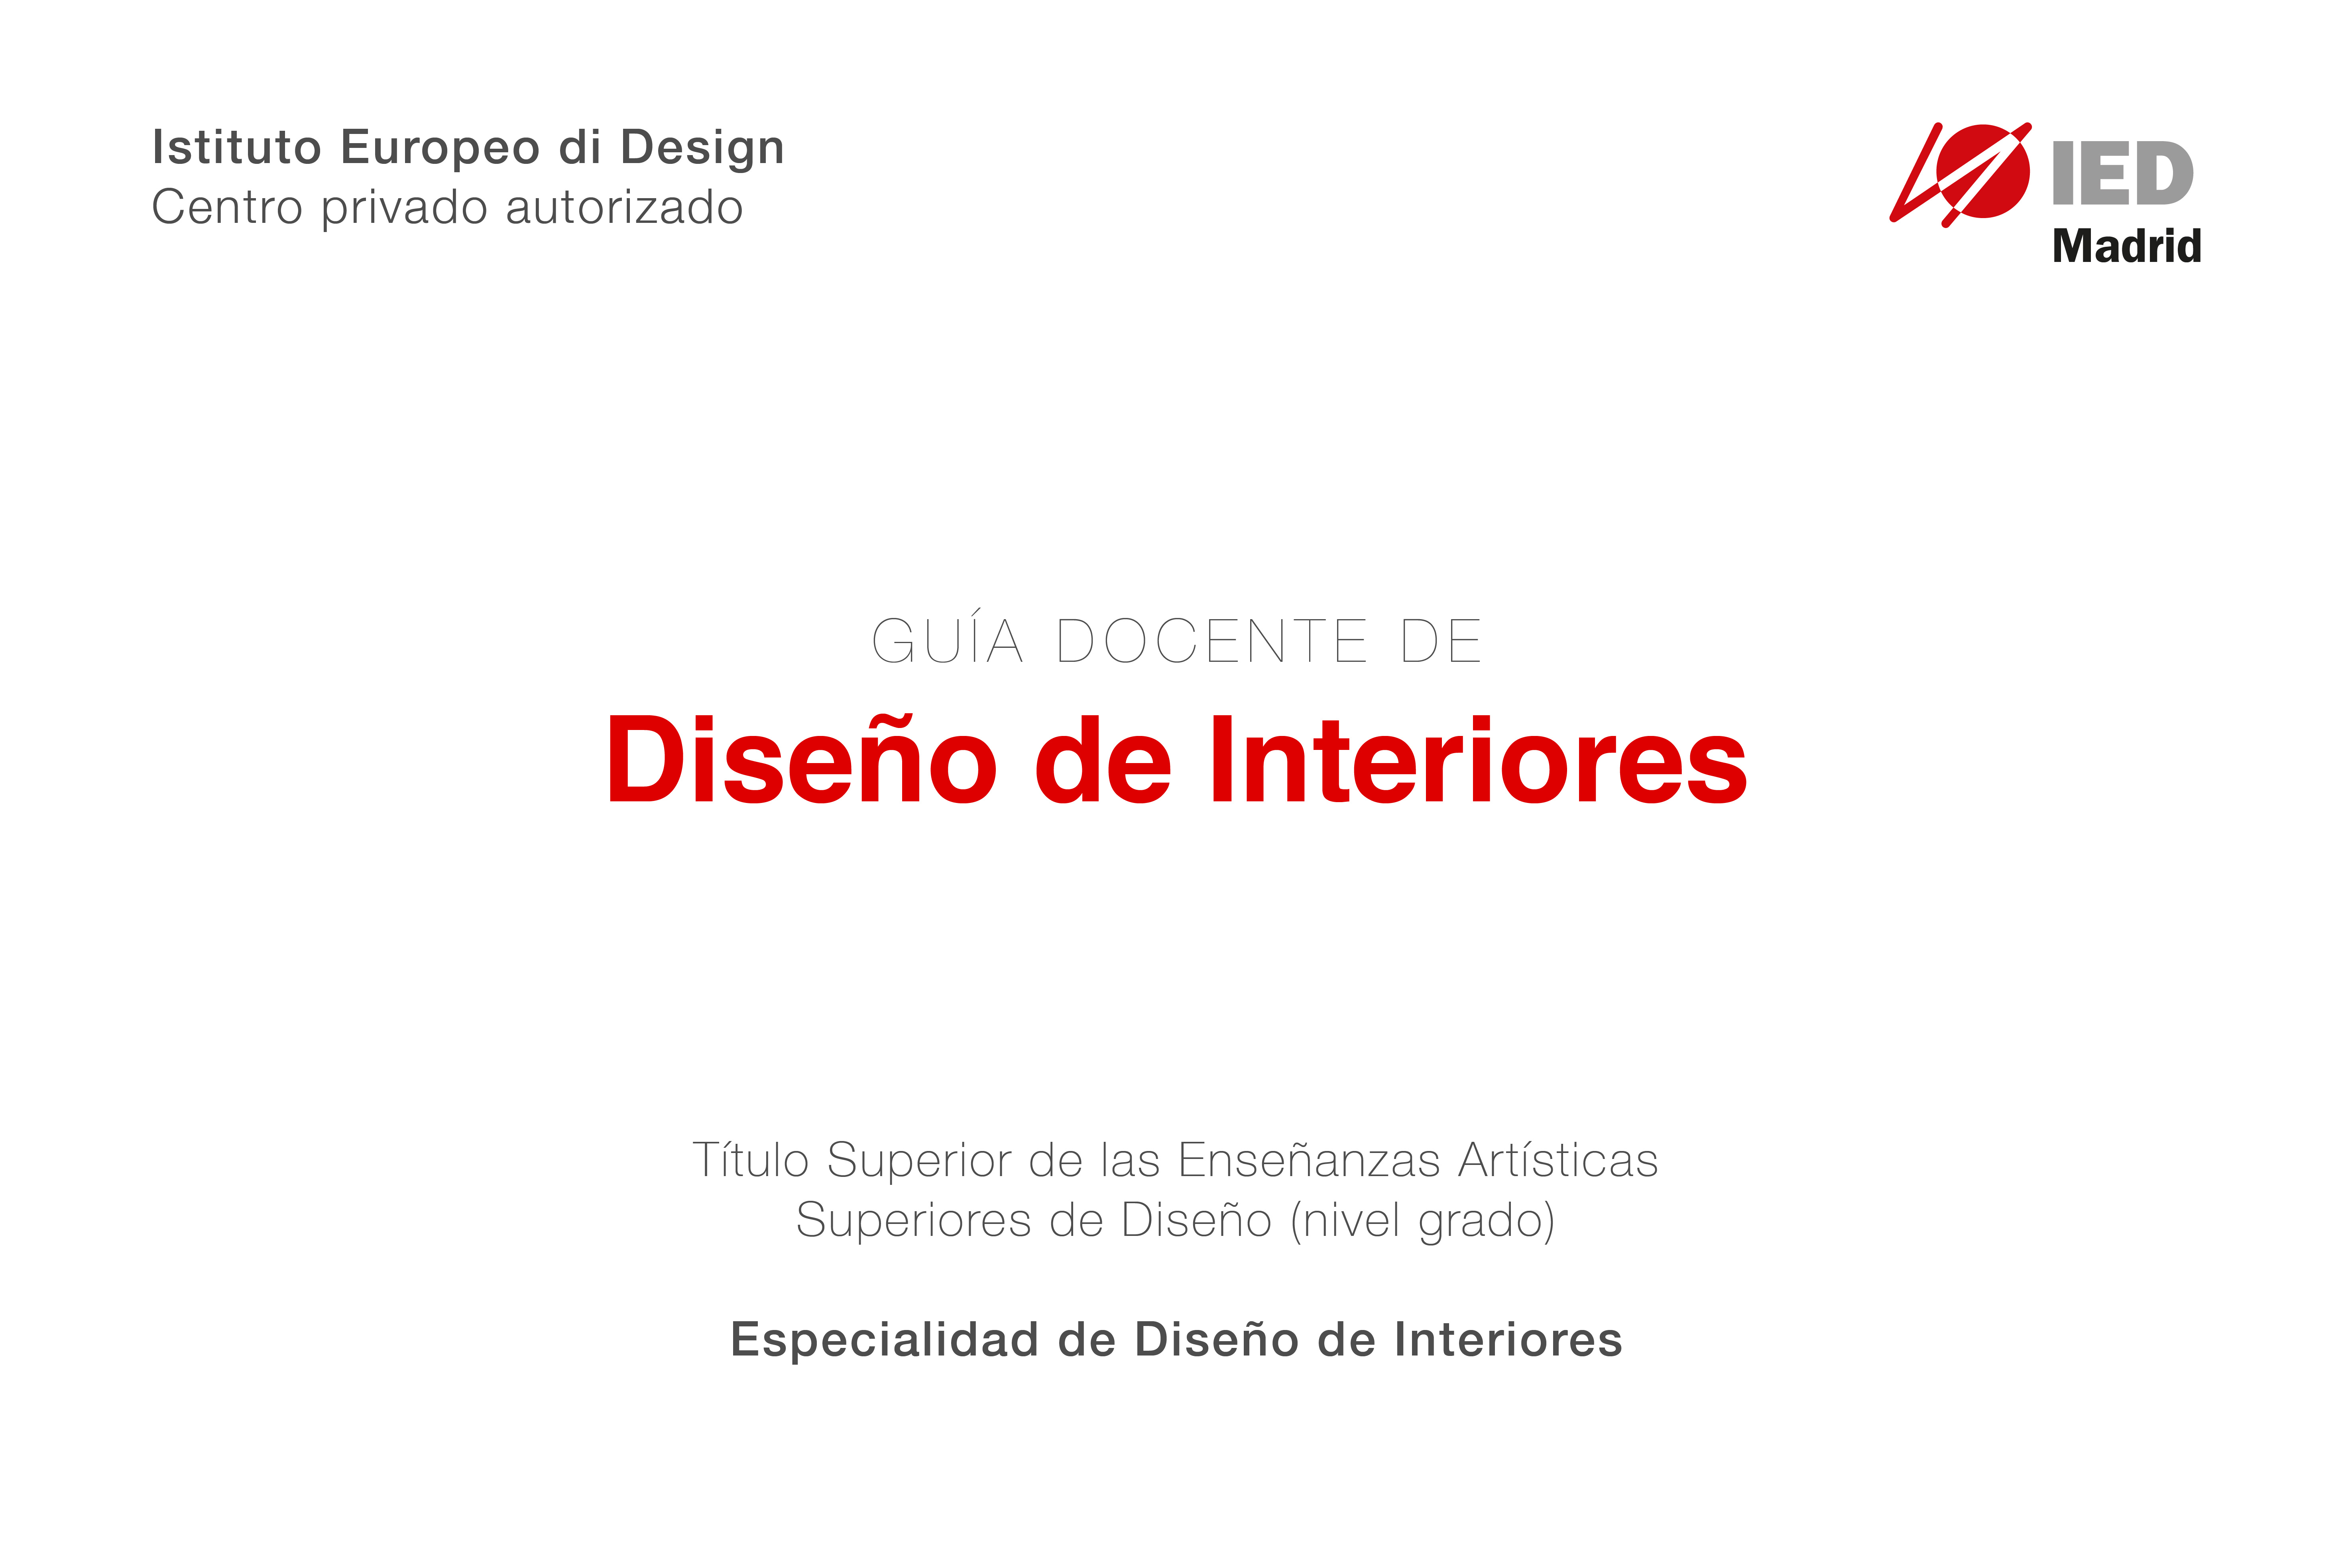 Istituto Europeo di Design
Centro privado autorizado
IED
Madrid
GUÍA DOCENTE DE
Diseño de Interiores
Título Superior de las Enseñanzas Artísticas
Superiores de Diseño (nivel grado)
Especialidad de Diseño de Interiores